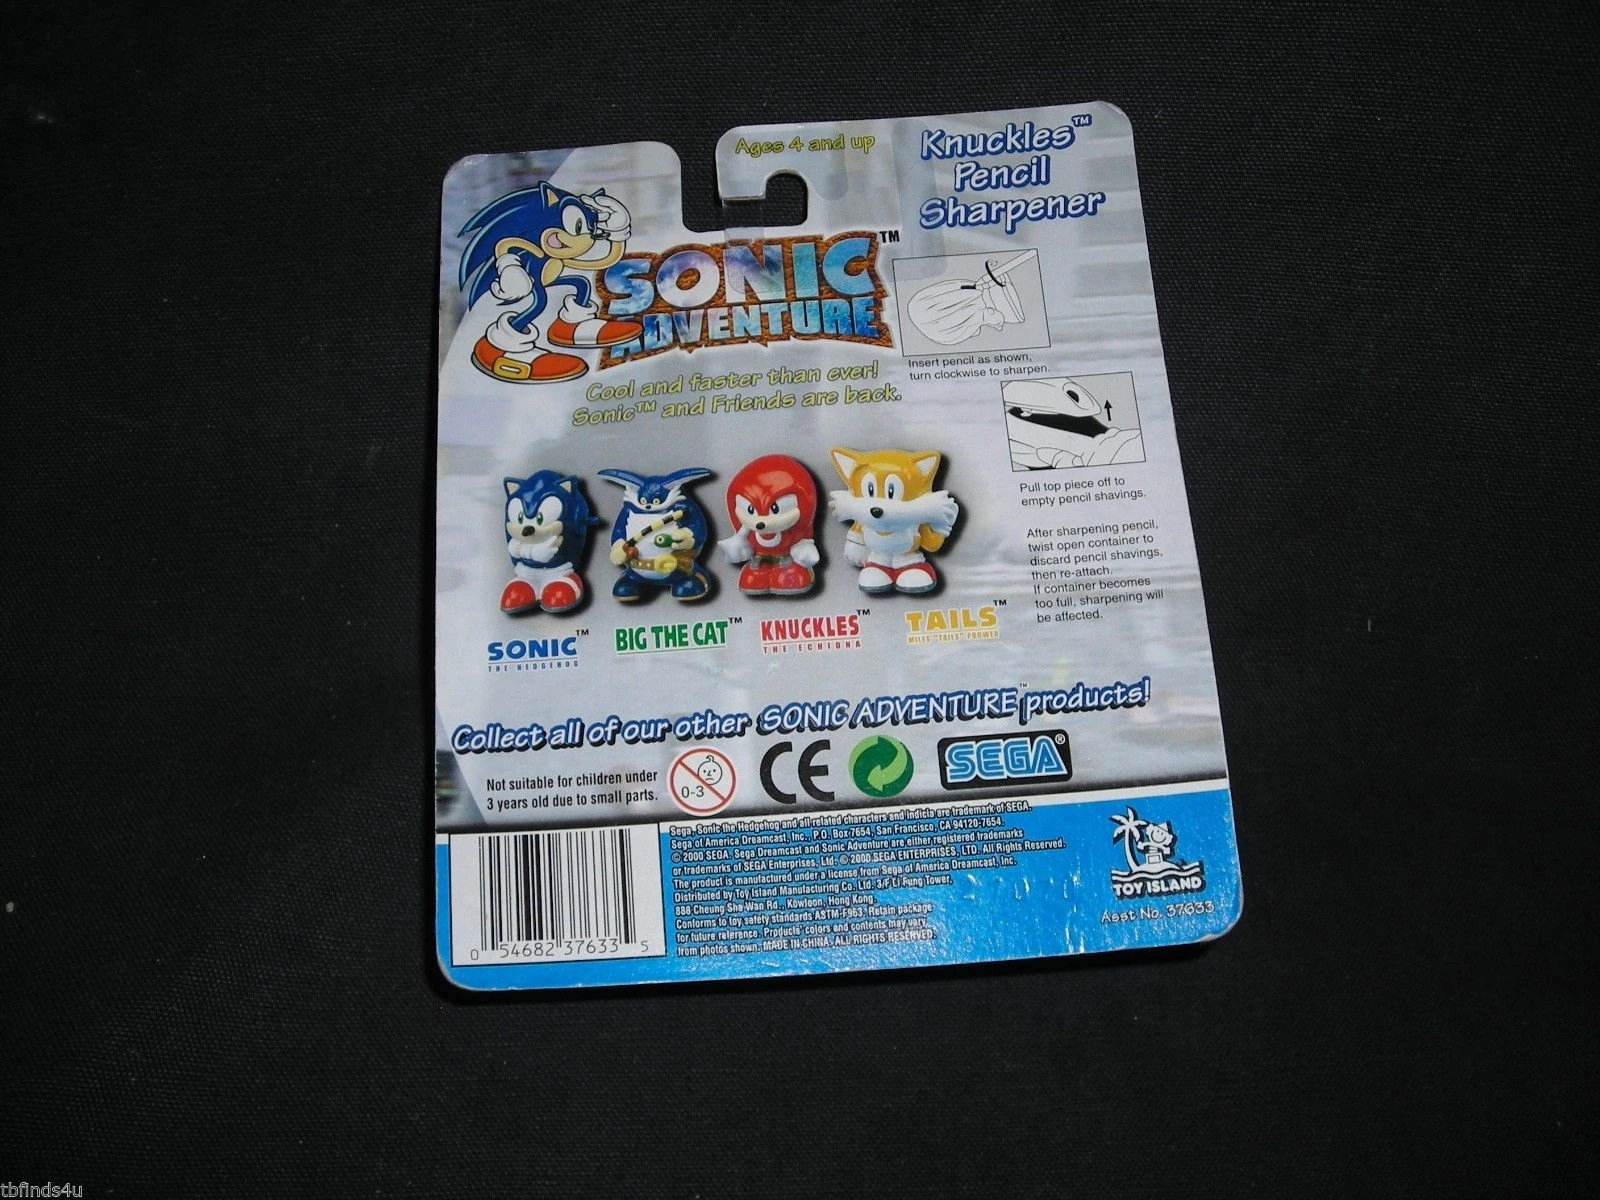 Ages 4 and up
Knuckles™
Pencil
Sharpener
SONIC™
ADVENTURE
Cool and faster than ever!
Sonic™ and Friends are back.
Insert pencil as shown,
turn clockwise to sharpen.
Pull top piece off to
empty pencil shavings.
After sharpening pencil,
twist open container to
discard pencil shavings,
then re-attach.
If container becomes
too full, sharpening will
be affected.
SONIC™
THE HEDGEHOG
BIG THE CAT™
KNUCKLES™
THE ECHIDNA
TAILS™
MILES "TAILS" PROWER
Collect all of our other SONIC ADVENTURE™ products!
Not suitable for children under
3 years old due to small parts.
0-3
CE
SEGA®
Sega, Sonic the Hedgehog and all related characters and indicia are trademark of SEGA.
Sega of America Dreamcast, Inc., P.O. Box 7654, San Francisco, CA 94120-7654.
© 2000 SEGA. Sega Dreamcast and Sonic Adventure are either registered trademarks
or trademarks of SEGA Enterprises, Ltd. © 2000 SEGA ENTERPRISES, LTD. All Rights Reserved.
The product is manufactured under a license from Sega of America Dreamcast, Inc.
Distributed by Toy Island Manufacturing Co. Ltd. 3/F Li Fung Tower,
888 Cheung Sha Wan Rd., Kowloon, Hong Kong.
Conforms to toy safety standards ASTM-F963. Retain package
for future reference. Products' colors and contents may vary
from photos shown. MADE IN CHINA. ALL RIGHTS RESERVED.
0 54682 37633 5
TOY ISLAND
Asst No. 37633
tbfinds4u